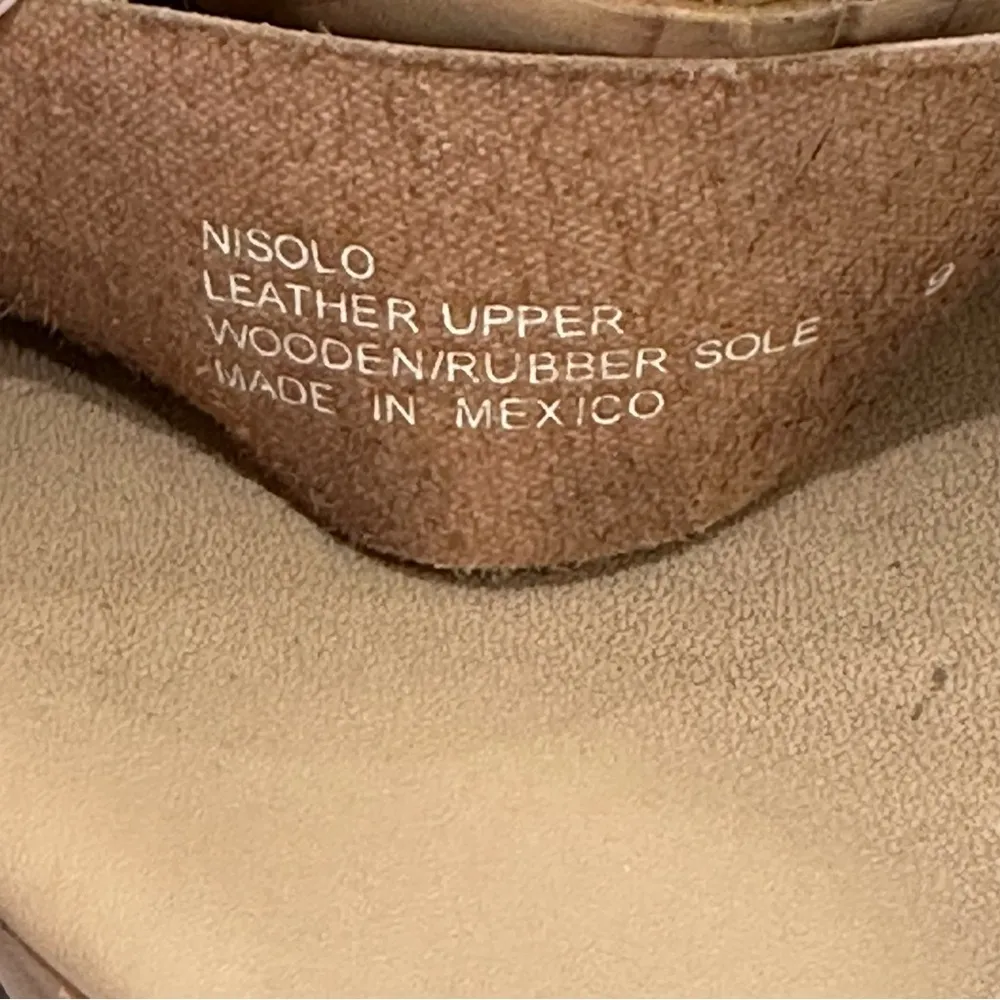 NISOLO
LEATHER UPPER
WOODEN/RUBBER SOLE
MADE IN MEXICO
9